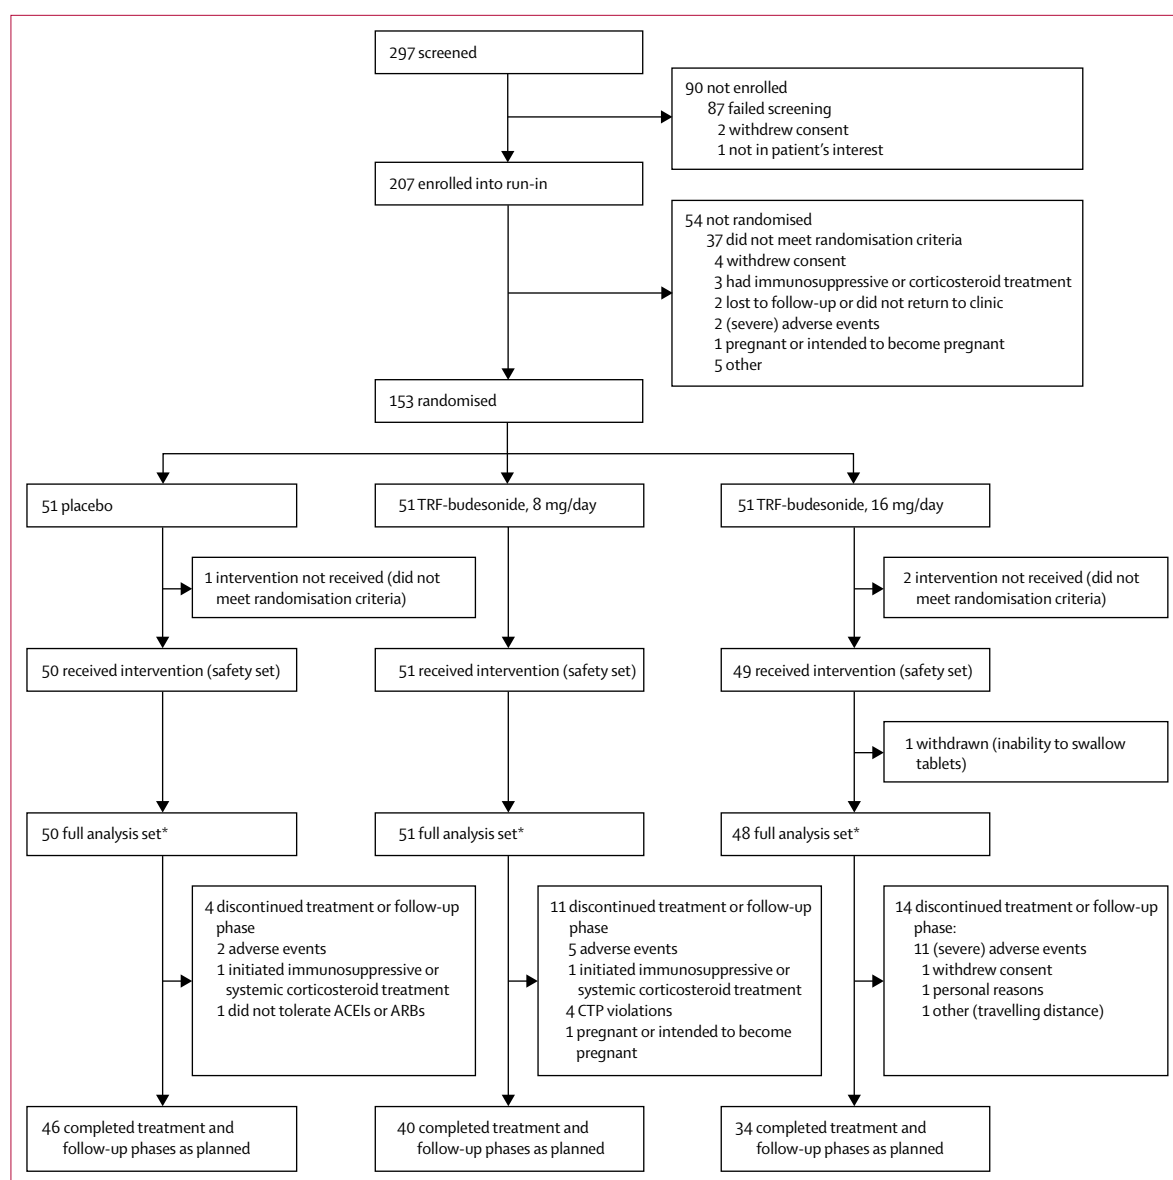 297 screened
90 not enrolled
87 failed screening
2 withdrew consent
1 not in patient's interest
207 enrolled into run-in
54 not randomised
37 did not meet randomisation criteria
4 withdrew consent
3 had immunosuppressive or corticosteroid treatment
2 lost to follow-up or did not return to clinic
2 (severe) adverse events
1 pregnant or intended to become pregnant
5 other
153 randomised
51 placebo
51 TRF-budesonide, 8 mg/day
51 TRF-budesonide, 16 mg/day
1 intervention not received (did not
meet randomisation criteria)
2 intervention not received (did not
meet randomisation criteria)
50 received intervention (safety set)
51 received intervention (safety set)
49 received intervention (safety set)
1 withdrawn (inability to swallow
tablets)
50 full analysis set*
51 full analysis set*
48 full analysis set*
4 discontinued treatment or follow-up
phase
2 adverse events
1 initiated immunosuppressive or
systemic corticosteroid treatment
1 did not tolerate ACEIs or ARBs
11 discontinued treatment or follow-up
phase
5 adverse events
1 initiated immunosuppressive or
systemic corticosteroid treatment
4 CTP violations
1 pregnant or intended to become
pregnant
14 discontinued treatment or follow-up
phase:
11 (severe) adverse events
1 withdrew consent
1 personal reasons
1 other (travelling distance)
46 completed treatment and
follow-up phases as planned
40 completed treatment and
follow-up phases as planned
34 completed treatment and
follow-up phases as planned